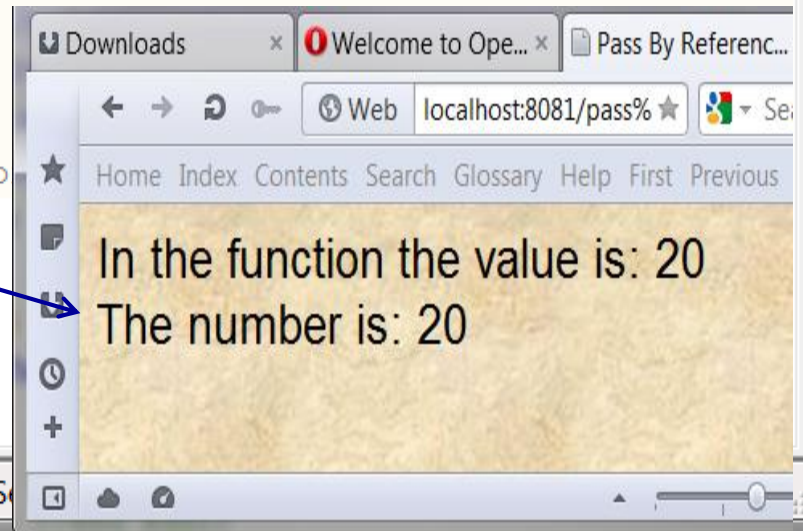 Downloads × Welcome to Ope... × Pass By Referenc...
Web localhost:8081/pass%
Home Index Contents Search Glossary Help First Previous
In the function the value is: 20
The number is: 20